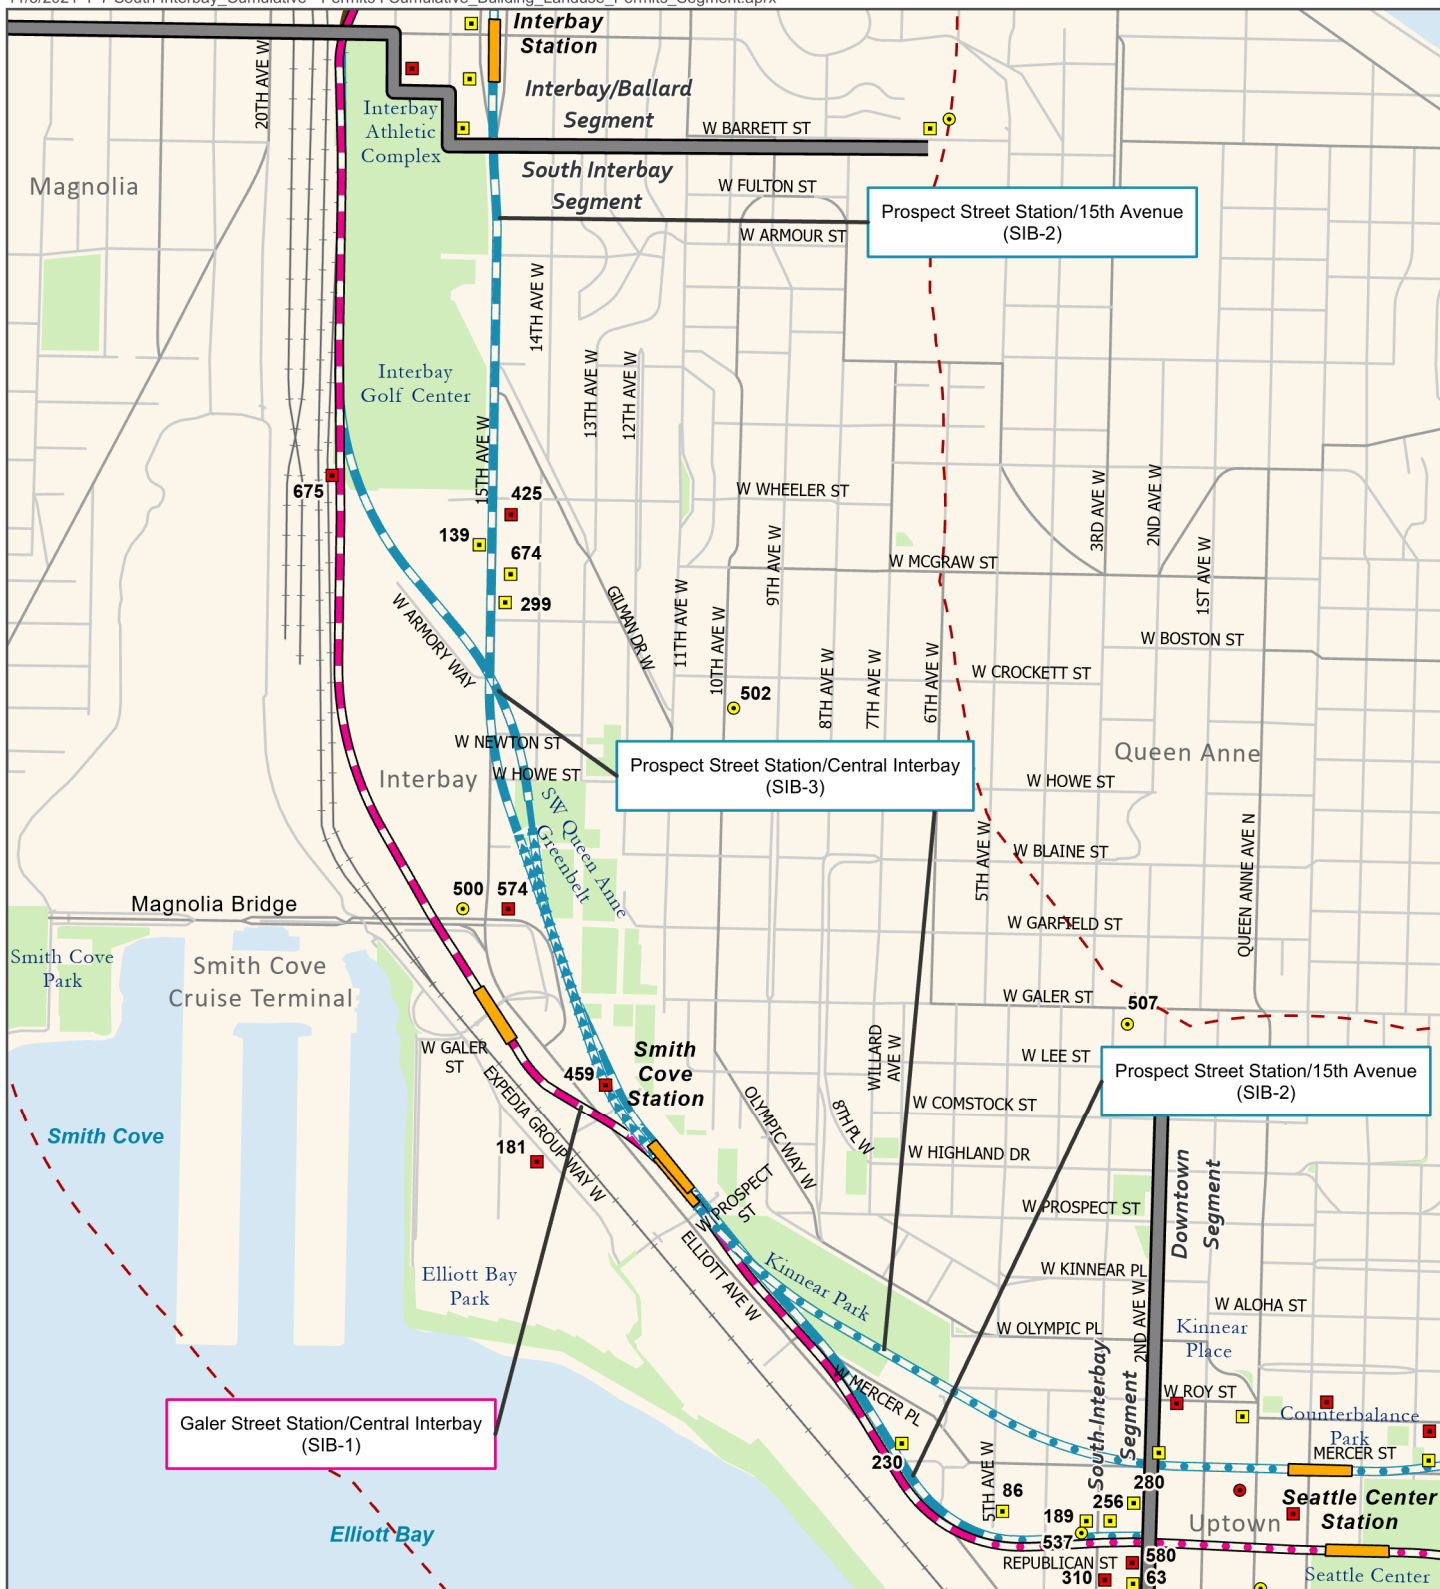 Interbay
Station
20TH AVE W
Interbay/Ballard
Segment
Interbay
Athletic
Complex
W BARRETT ST
South Interbay
Segment
Magnolia
W FULTON ST
Prospect Street Station/15th Avenue
(SIB-2)
W ARMOUR ST
14TH AVE W
Interbay
Golf Center
13TH AVE W
12TH AVE W
15TH AVE W
675
425
W WHEELER ST
3RD AVE W
2ND AVE W
139
674
9TH AVE W
W MCGRAW ST
1ST AVE W
299
W ARMORY WAY
GILMAN DR W
11TH AVE W
10TH AVE W
W BOSTON ST
8TH AVE W
7TH AVE W
6TH AVE W
W CROCKETT ST
502
W NEWTON ST
Queen Anne
Interbay
W HOWE ST
Prospect Street Station/Central Interbay
(SIB-3)
W HOWE ST
SW Queen Anne
Greenbelt
5TH AVE W
W BLAINE ST
QUEEN ANNE AVE N
500
574
Magnolia Bridge
W GARFIELD ST
Smith Cove
Park
Smith Cove
Cruise Terminal
W GALER ST
507
W GALER
ST
Smith
Cove
Station
WILLARD
AVE W
W LEE ST
Prospect Street Station/15th Avenue
(SIB-2)
459
EXPEDIA GROUP WAY W
OLYMPIC WAY W
8TH PL W
W COMSTOCK ST
Smith Cove
181
W HIGHLAND DR
Downtown
Segment
W PROSPECT
ST
W PROSPECT ST
ELLIOTT AVE W
Kinnear Park
Elliott Bay
Park
W KINNEAR PL
2ND AVE W
W ALOHA ST
W OLYMPIC PL
Kinnear
Place
South Interbay
Segment
W MERCER PL
W ROY ST
Galer Street Station/Central Interbay
(SIB-1)
Counterbalance
Park
MERCER ST
230
5TH AVE W
280
86
256
Seattle Center
Station
189
Uptown
Elliott Bay
537
580
REPUBLICAN ST
310
63
Seattle Center